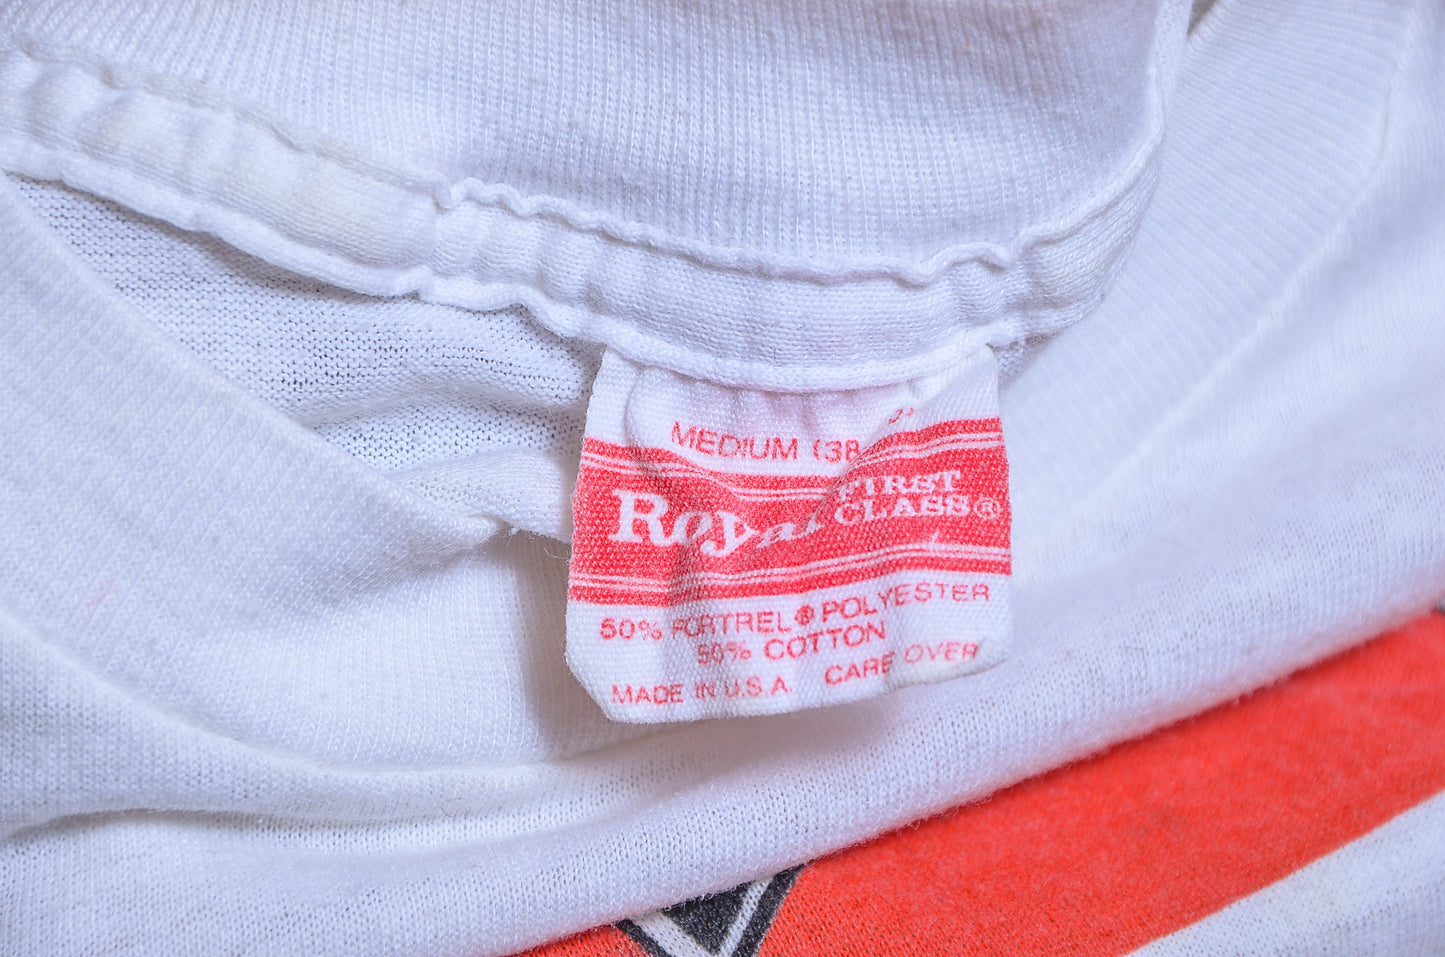 MEDIUM (38
Royal FIRST CLASS®
50% FORTREL® POLYESTER
50% COTTON
MADE IN U.S.A. CARE OVER